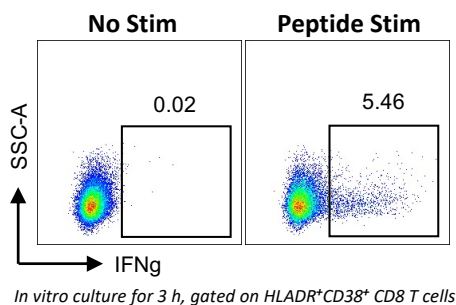 No Stim
Peptide Stim
0.02
5.46
SSC-A
IFNg
In vitro culture for 3 h, gated on HLADR⁺CD38⁺ CD8 T cells